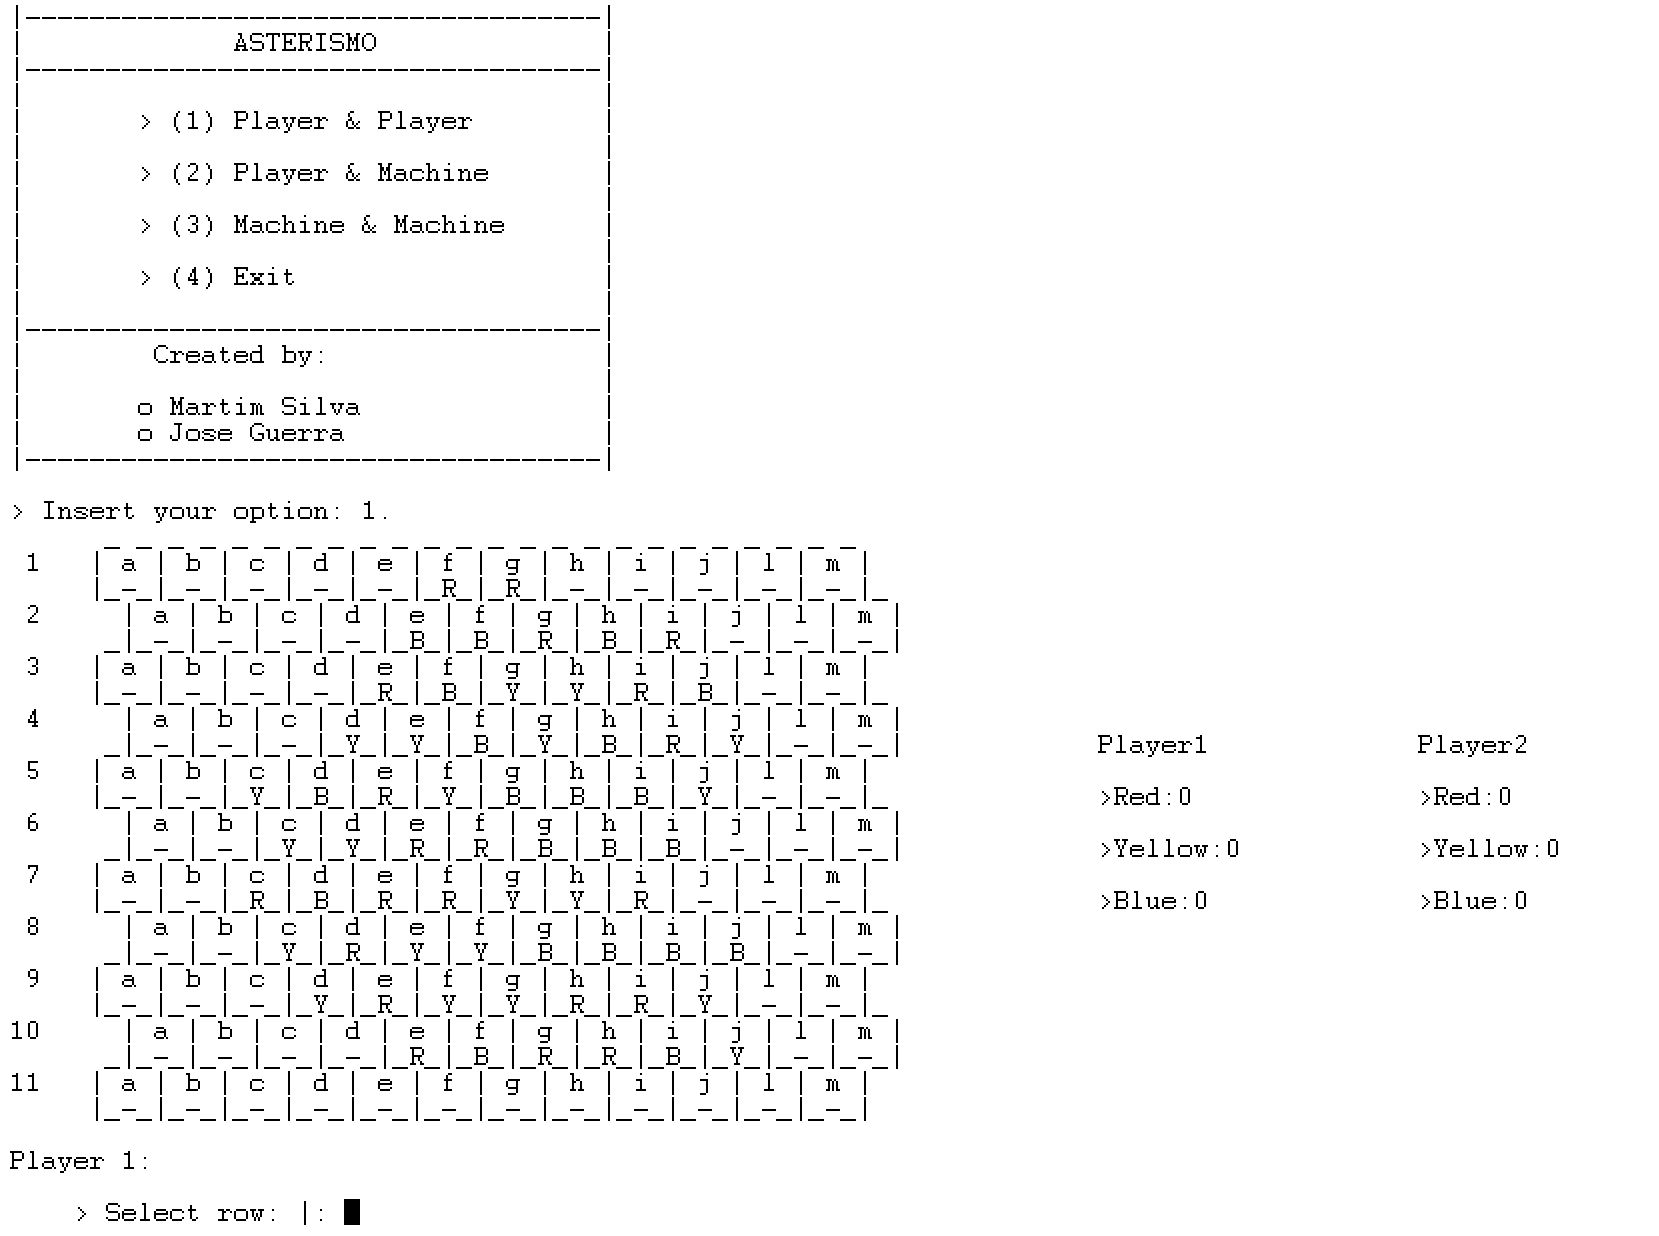 |------------------------------------|
|             ASTERISMO              |
|------------------------------------|
|                                    |
|       > (1) Player & Player        |
|                                    |
|       > (2) Player & Machine       |
|                                    |
|       > (3) Machine & Machine      |
|                                    |
|       > (4) Exit                   |
|                                    |
|------------------------------------|
|        Created by:                 |
|                                    |
|       o Martim Silva               |
|       o Jose Guerra                |
|------------------------------------|
> Insert your option: 1.
      _ _ _ _ _ _ _ _ _ _ _ _ _ _ _ _ _ _ _ _ _ _ _ _
 1   | a | b | c | d | e | f | g | h | i | j | l | m |
     |_-_|_-_|_-_|_-_|_-_|_R_|_R_|_-_|_-_|_-_|_-_|_-_|_
 2     | a | b | c | d | e | f | g | h | i | j | l | m |
      _|_-_|_-_|_-_|_-_|_B_|_B_|_R_|_B_|_R_|_-_|_-_|_-_|
 3   | a | b | c | d | e | f | g | h | i | j | l | m |
     |_-_|_-_|_-_|_-_|_R_|_B_|_Y_|_Y_|_R_|_B_|_-_|_-_|_
 4     | a | b | c | d | e | f | g | h | i | j | l | m |
      _|_-_|_-_|_-_|_Y_|_Y_|_B_|_Y_|_B_|_R_|_Y_|_-_|_-_|             Player1             Player2
 5   | a | b | c | d | e | f | g | h | i | j | l | m |
     |_-_|_-_|_Y_|_B_|_R_|_Y_|_B_|_B_|_B_|_Y_|_-_|_-_|_              >Red:0              >Red:0
 6     | a | b | c | d | e | f | g | h | i | j | l | m |
      _|_-_|_-_|_Y_|_Y_|_R_|_R_|_B_|_B_|_B_|_-_|_-_|_-_|             >Yellow:0           >Yellow:0
 7   | a | b | c | d | e | f | g | h | i | j | l | m |
     |_-_|_-_|_R_|_B_|_R_|_R_|_Y_|_Y_|_R_|_-_|_-_|_-_|_              >Blue:0             >Blue:0
 8     | a | b | c | d | e | f | g | h | i | j | l | m |
      _|_-_|_-_|_Y_|_R_|_Y_|_Y_|_B_|_B_|_B_|_B_|_-_|_-_|
 9   | a | b | c | d | e | f | g | h | i | j | l | m |
     |_-_|_-_|_-_|_Y_|_R_|_Y_|_Y_|_R_|_R_|_Y_|_-_|_-_|_
10     | a | b | c | d | e | f | g | h | i | j | l | m |
      _|_-_|_-_|_-_|_-_|_R_|_B_|_R_|_R_|_B_|_Y_|_-_|_-_|
11   | a | b | c | d | e | f | g | h | i | j | l | m |
     |_-_|_-_|_-_|_-_|_-_|_-_|_-_|_-_|_-_|_-_|_-_|_-_|
Player 1:
    > Select row: |: